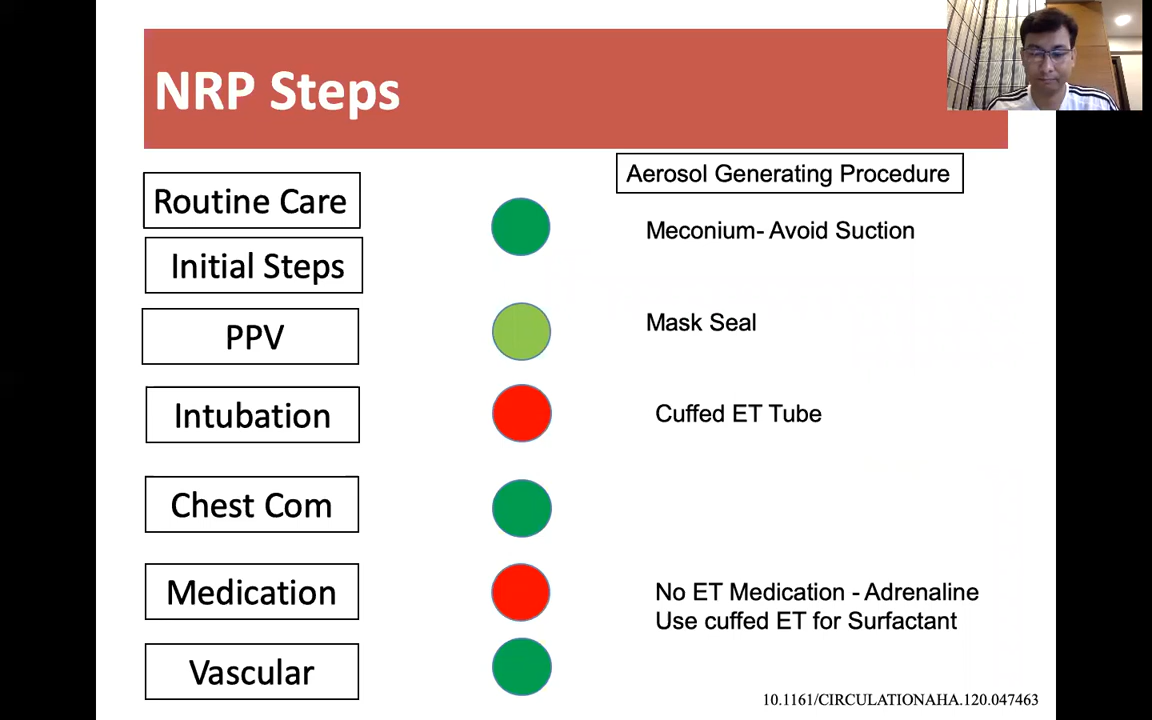 NRP Steps
Aerosol Generating Procedure
Routine Care
Meconium- Avoid Suction
Initial Steps
PPV
Mask Seal
Intubation
Cuffed ET Tube
Chest Com
Medication
No ET Medication - Adrenaline
Use cuffed ET for Surfactant
Vascular
10.1161/CIRCULATIONAHA.120.047463